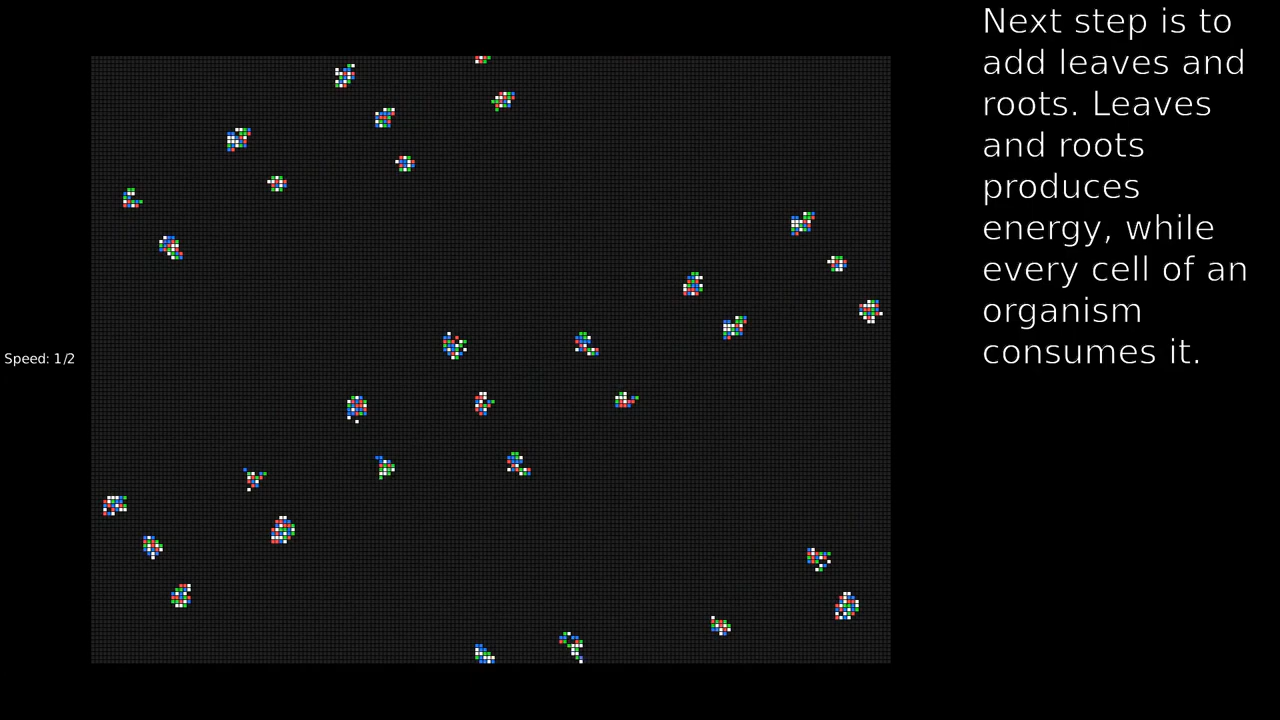 Next step is to
add leaves and
roots. Leaves
and roots
produces
energy, while
every cell of an
organism
consumes it.
Speed: 1/2